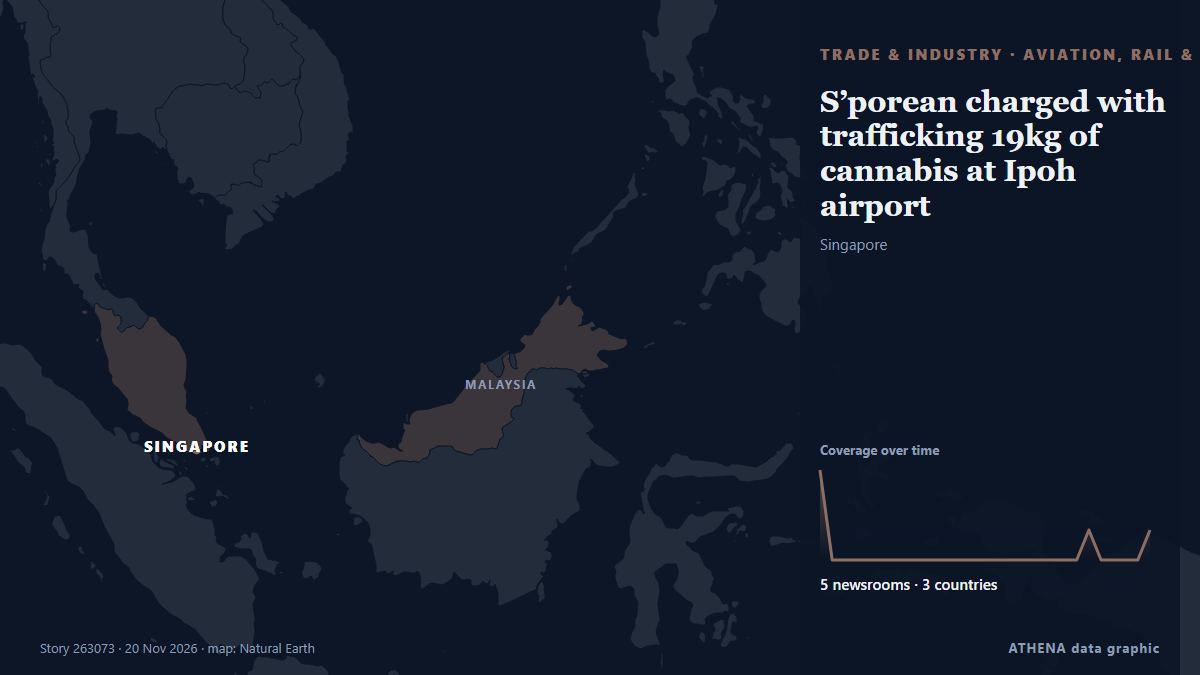 TRADE & INDUSTRY · AVIATION, RAIL &
S’porean charged with
trafficking 19kg of
cannabis at Ipoh
airport
Singapore
MALAYSIA
SINGAPORE
Coverage over time
5 newsrooms · 3 countries
Story 263073 · 20 Nov 2026 · map: Natural Earth
ATHENA data graphic